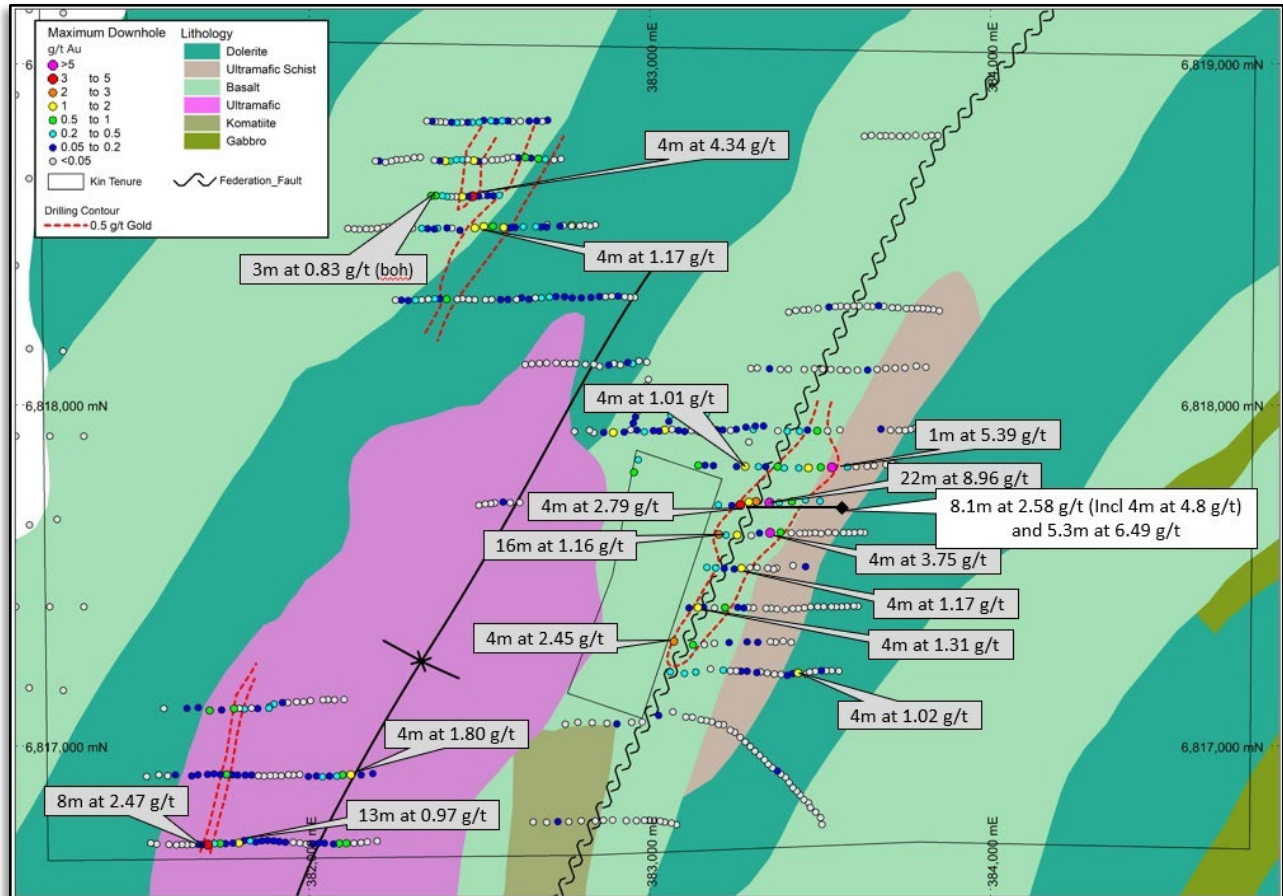 Maximum Downhole
g/t Au
>5
3 to 5
2 to 3
1 to 2
0.5 to 1
0.2 to 0.5
0.05 to 0.2
<0.05
Kin Tenure
Federation_Fault
Drilling Contour
0.5 g/t Gold
Lithology
Dolerite
Ultramafic Schist
Basalt
Ultramafic
Komatiite
Gabbro
383,000 mE
384,000 mE
6,819,000 mN
4m at 4.34 g/t
3m at 0.83 g/t (boh)
4m at 1.17 g/t
6,818,000 mN
6,818,000 mN
4m at 1.01 g/t
1m at 5.39 g/t
22m at 8.96 g/t
4m at 2.79 g/t
8.1m at 2.58 g/t (Incl 4m at 4.8 g/t)
and 5.3m at 6.49 g/t
16m at 1.16 g/t
4m at 3.75 g/t
4m at 1.17 g/t
4m at 1.31 g/t
4m at 2.45 g/t
4m at 1.02 g/t
6,817,000 mN
6,817,000 mN
4m at 1.80 g/t
8m at 2.47 g/t
13m at 0.97 g/t
382,000 mE
383,000 mE
384,000 mE